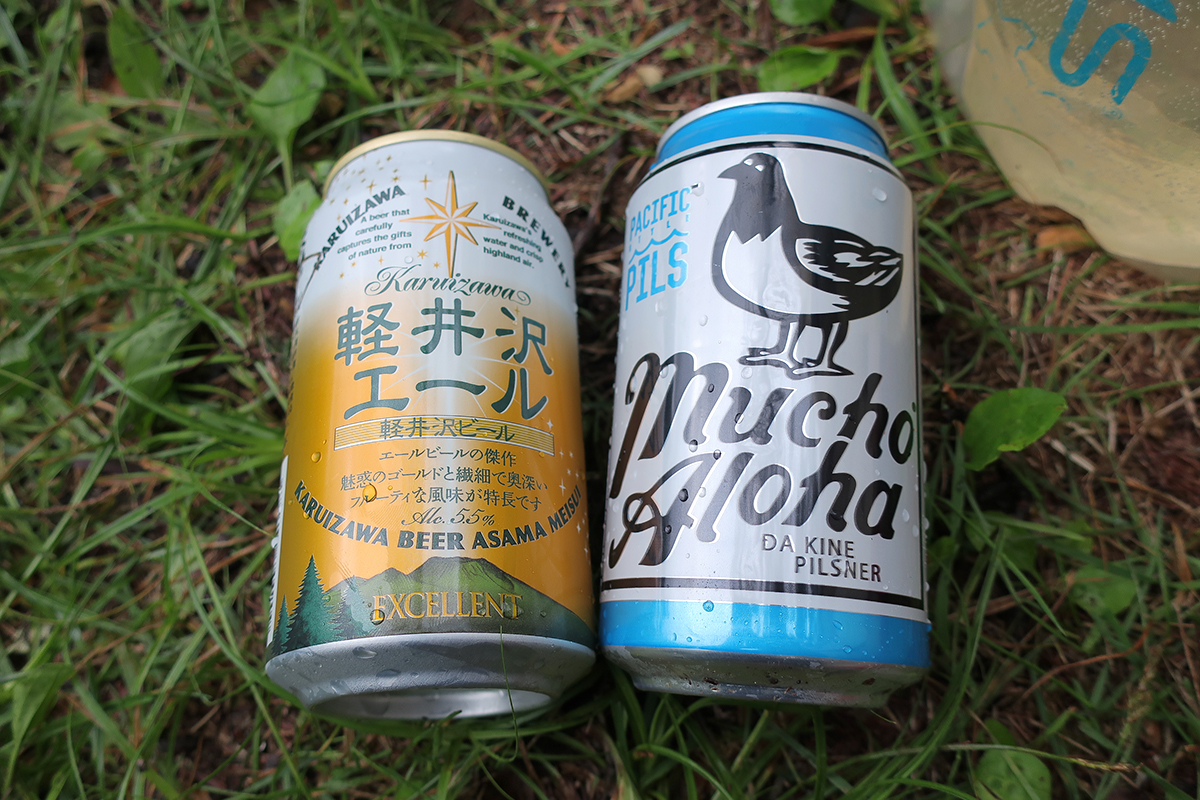 KARUIZAWA BREWERY
A beer that
carefully
captures the gifts
of nature from
Karuizawa's
refreshing
water and crisp
highland air.
Karuizawa
軽井沢
エール
軽井沢ビール
エールビールの傑作
魅惑のゴールドと繊細で奥深い
フルーティな風味が特長です
Alc. 5.5%
KARUIZAWA BEER ASAMA MEISUI
EXCELLENT
PACIFIC™
PILS
Mucho
Aloha
DA KINE
PILSNER
S